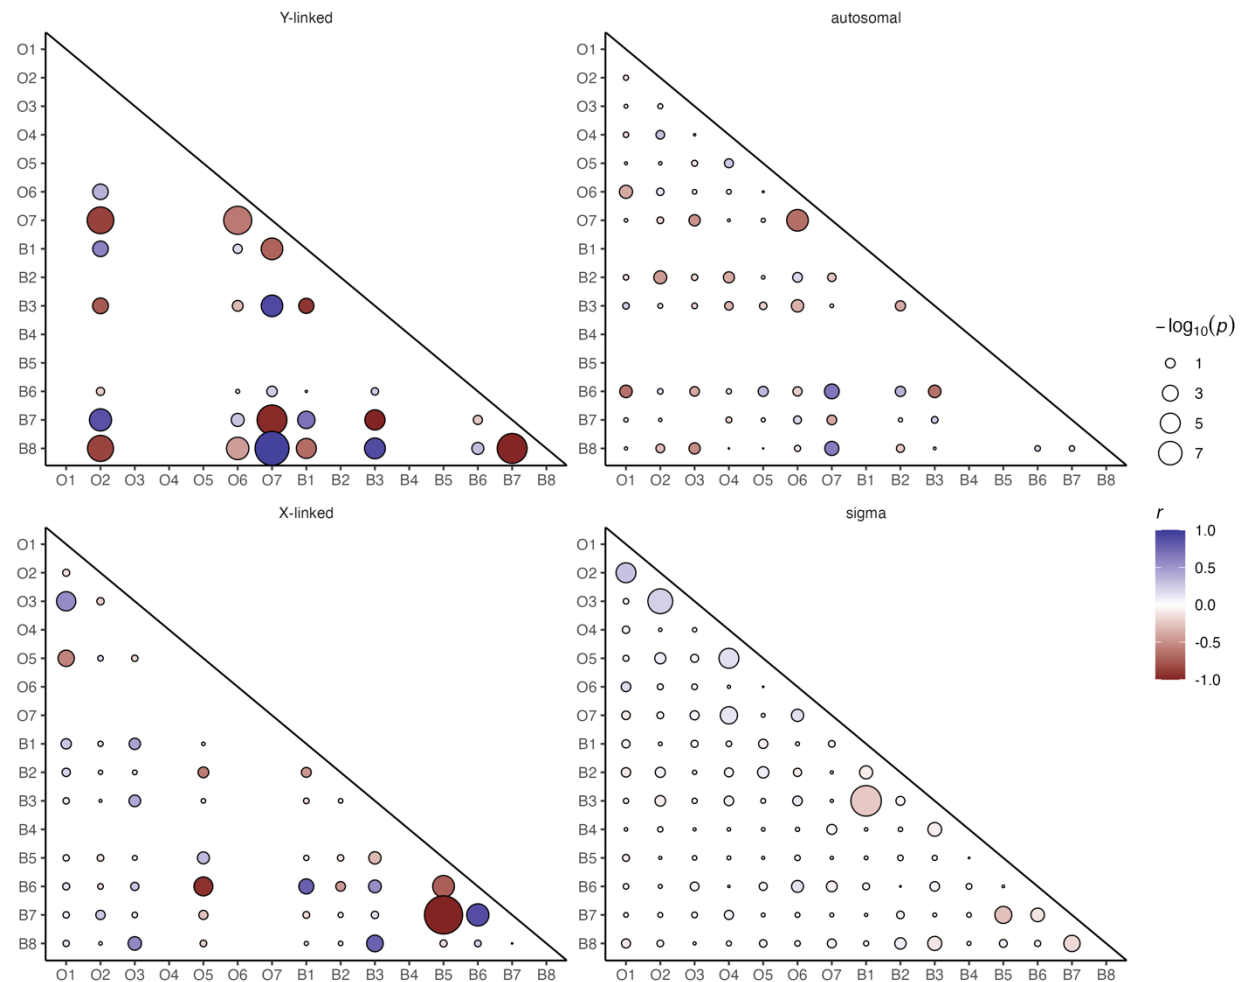 Y-linked
autosomal
O1
O2
O3
O4
O5
O6
O7
B1
B2
B3
B4
B5
B6
B7
B8
O1 O2 O3 O4 O5 O6 O7 B1 B2 B3 B4 B5 B6 B7 B8
O1
O2
O3
O4
O5
O6
O7
B1
B2
B3
B4
B5
B6
B7
B8
O1 O2 O3 O4 O5 O6 O7 B1 B2 B3 B4 B5 B6 B7 B8
X-linked
sigma
O1
O2
O3
O4
O5
O6
O7
B1
B2
B3
B4
B5
B6
B7
B8
O1 O2 O3 O4 O5 O6 O7 B1 B2 B3 B4 B5 B6 B7 B8
O1
O2
O3
O4
O5
O6
O7
B1
B2
B3
B4
B5
B6
B7
B8
O1 O2 O3 O4 O5 O6 O7 B1 B2 B3 B4 B5 B6 B7 B8
−log₁₀(p)
1
3
5
7
r
1.0
0.5
0.0
-0.5
-1.0